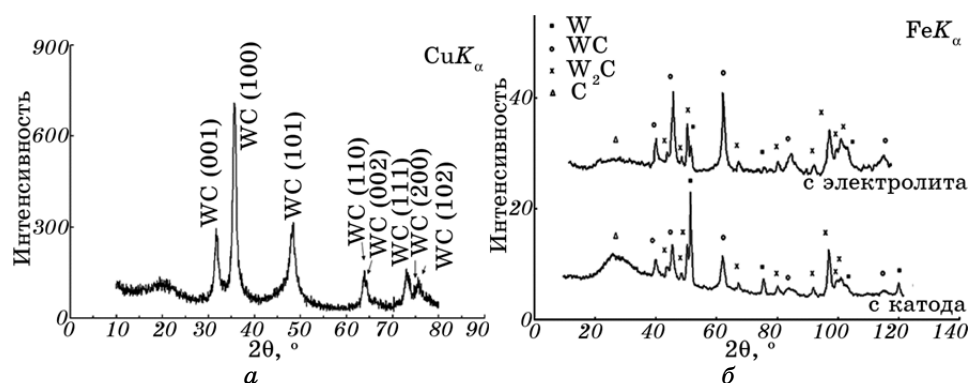 900
600
300
0
Интенсивность
CuKα
WC (001)
WC (100)
WC (101)
WC (110)
WC (002)
WC (111)
WC (200)
WC (102)
0 10 20 30 40 50 60 70 80 90
2θ, °
а
W
WC
W2C
C
FeKα
40
20
0
Интенсивность
с электролита
с катода
0 20 40 60 80 100 120 140
2θ, °
б